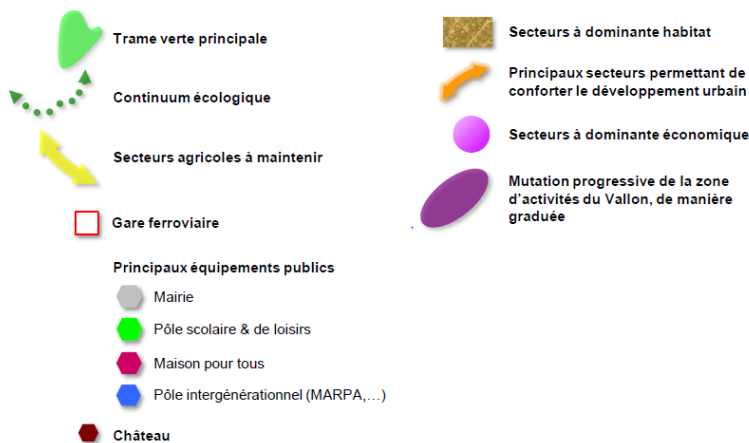 Trame verte principale
Continuum écologique
Secteurs agricoles à maintenir
Gare ferroviaire
Principaux équipements publics
Mairie
Pôle scolaire & de loisirs
Maison pour tous
Pôle intergénérationnel (MARPA,...)
Château
Secteurs à dominante habitat
Principaux secteurs permettant de
conforter le développement urbain
Secteurs à dominante économique
Mutation progressive de la zone
d'activités du Vallon, de manière
graduée